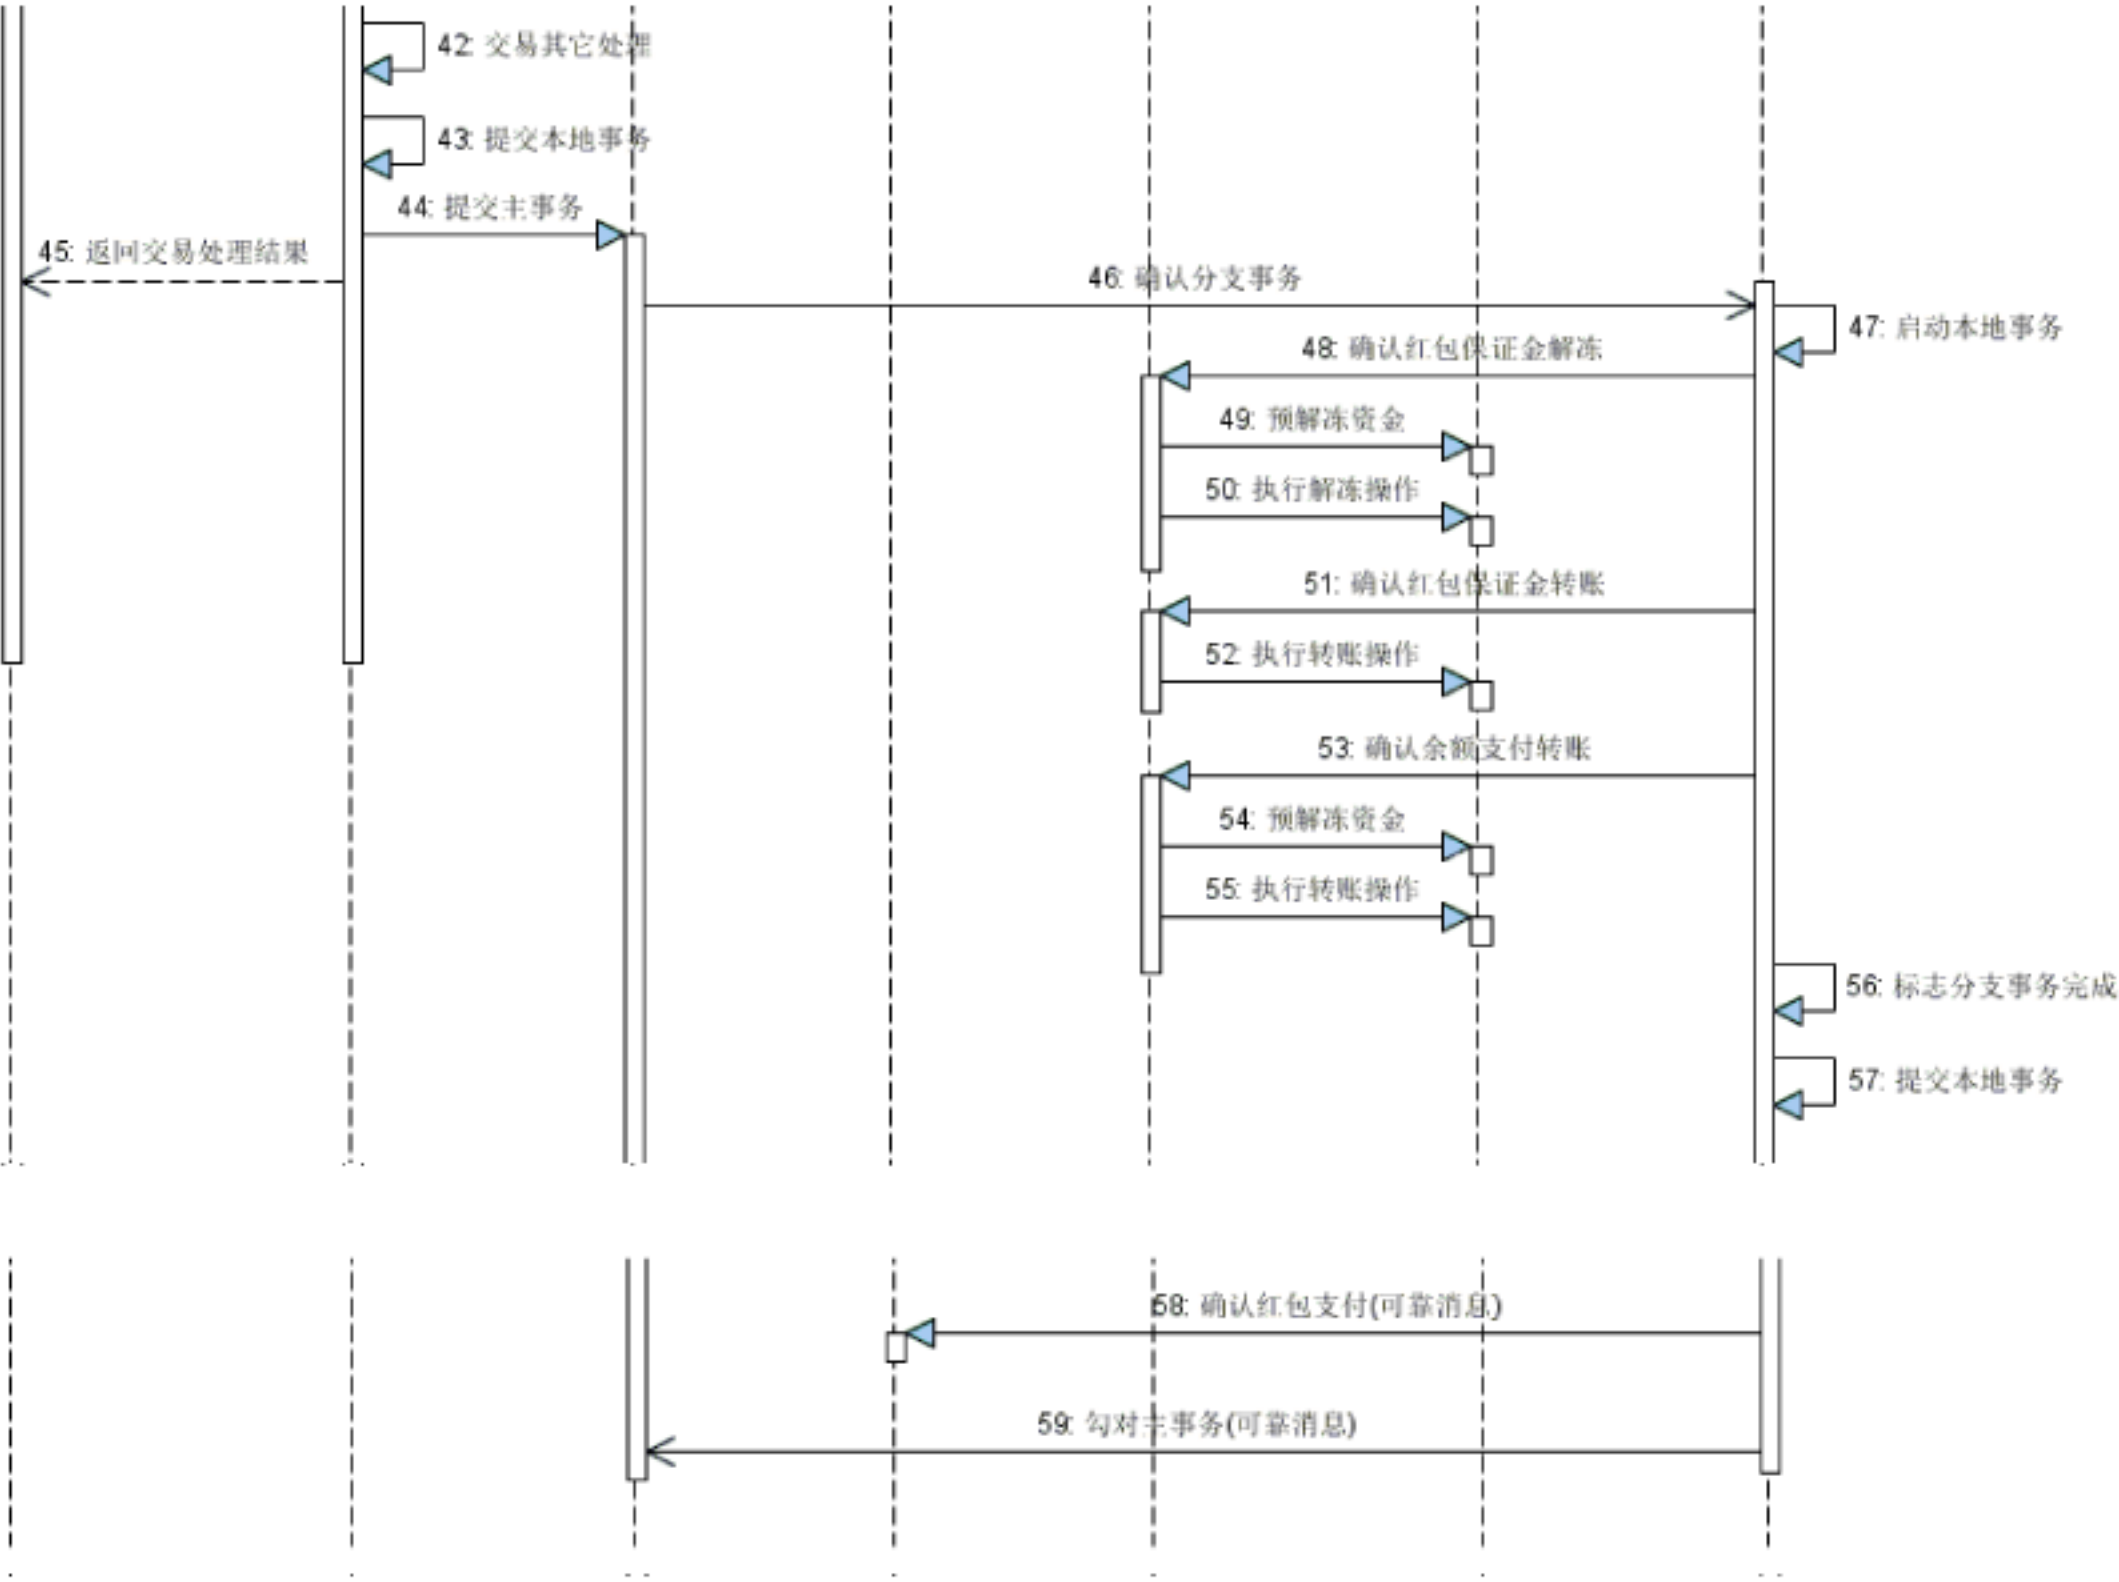 42: 交易其它处理
43: 提交本地事务
44: 提交主事务
45: 返回交易处理结果
46: 确认分支事务
47: 启动本地事务
48: 确认红包保证金解冻
49: 预解冻资金
50: 执行解冻操作
51: 确认红包保证金转账
52: 执行转账操作
53: 确认余额支付转账
54: 预解冻资金
55: 执行转账操作
56: 标志分支事务完成
57: 提交本地事务
58: 确认红包支付(可靠消息)
59: 勾对主事务(可靠消息)